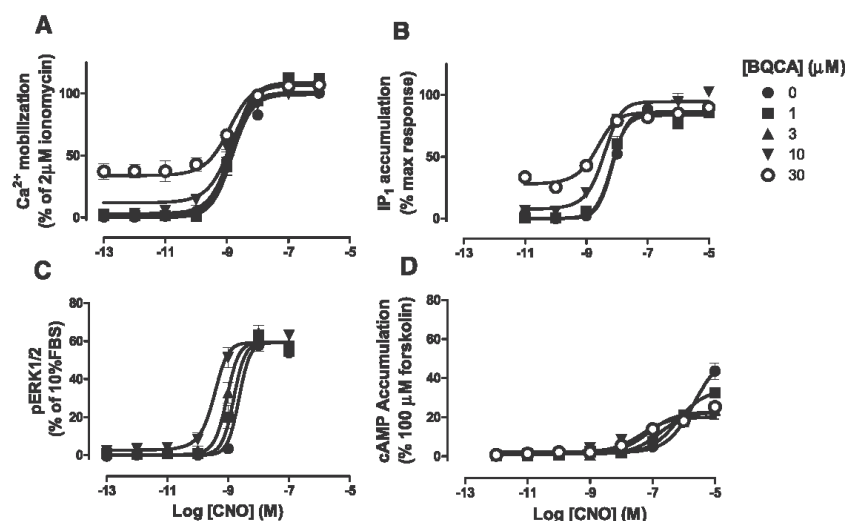 A
Ca2+ mobilization
(% of 2μM ionomycin)
100
50
0
-13 -11 -9 -7 -5
B
IP1 accumulation
(% max response)
100
50
0
-13 -11 -9 -7 -5
[BQCA] (μM)
0
1
3
10
30
C
pERK1/2
(% of 10%FBS)
80
60
40
20
0
-13 -11 -9 -7 -5
Log [CNO] (M)
D
cAMP Accumulation
(% 100 μM forskolin)
80
60
40
20
0
-13 -11 -9 -7 -5
Log [CNO] (M)